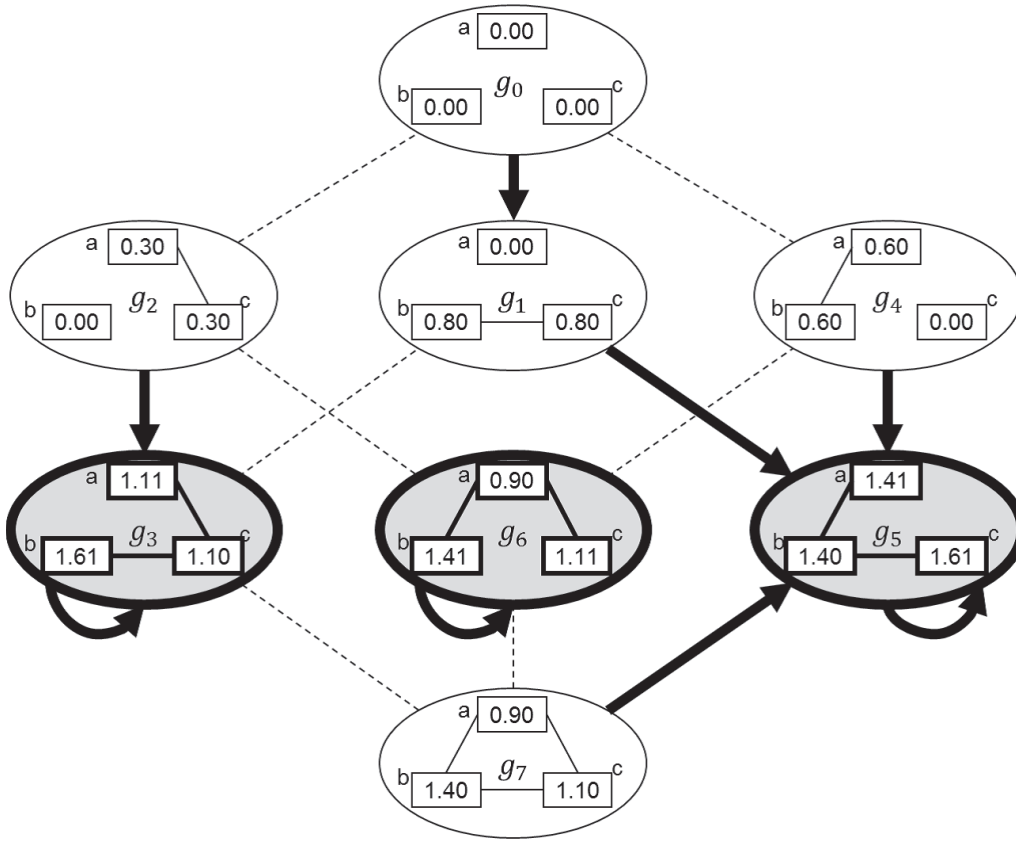 a 0.00
b 0.00 g0 0.00 c
a 0.30
b 0.00 g2 0.30 c
a 0.00
b 0.80 g1 0.80 c
a 0.60
b 0.60 g4 0.00 c
a 1.11
b 1.61 g3 1.10 c
a 0.90
b 1.41 g6 1.11 c
a 1.41
b 1.40 g5 1.61 c
a 0.90
b 1.40 g7 1.10 c